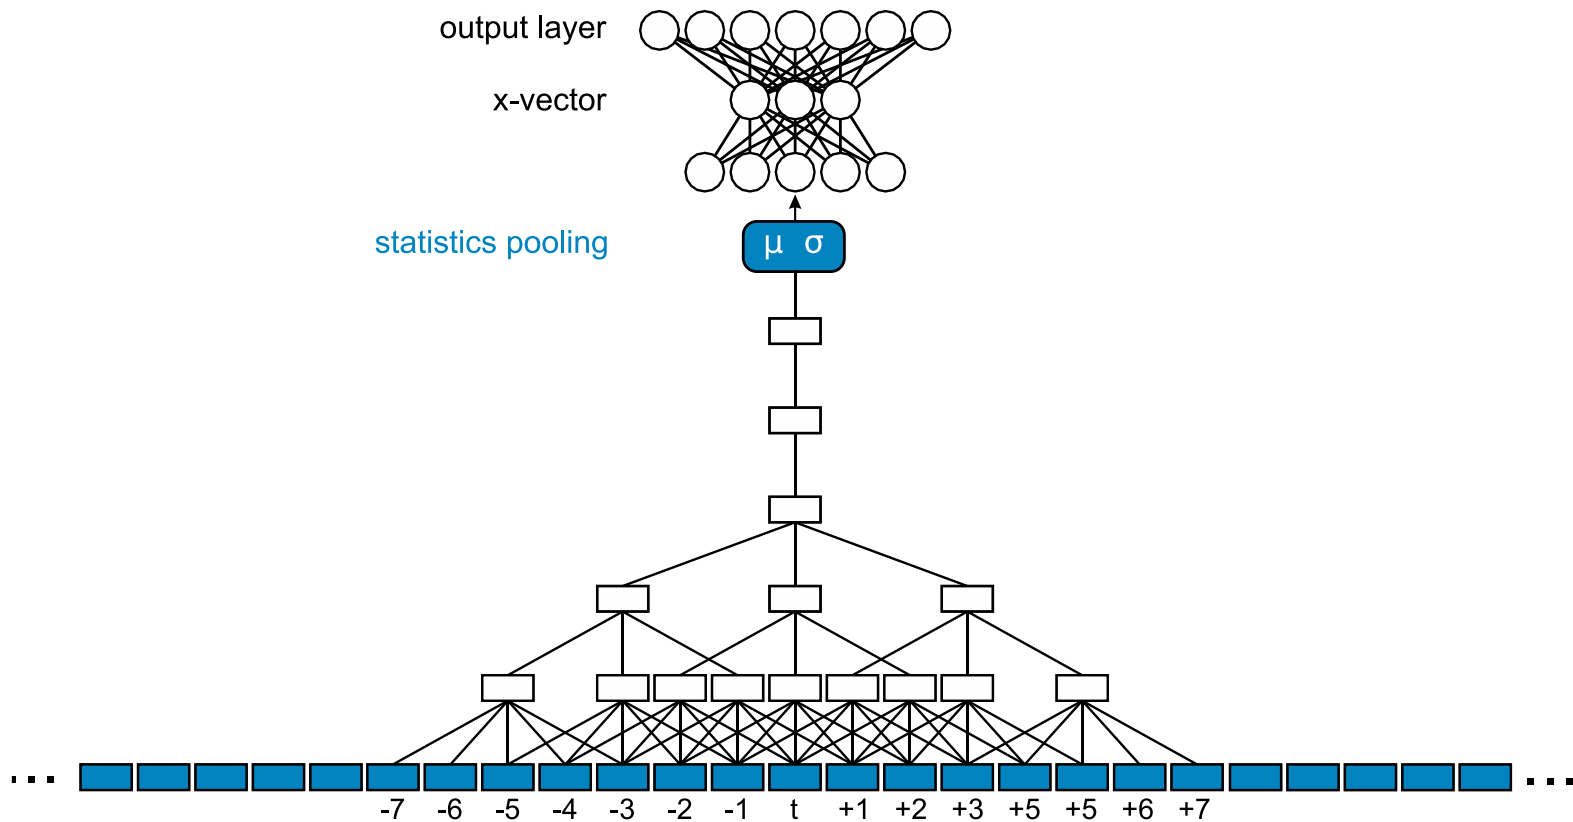 output layer
x-vector
statistics pooling
μ σ
-7 -6 -5 -4 -3 -2 -1 t +1 +2 +3 +5 +5 +6 +7